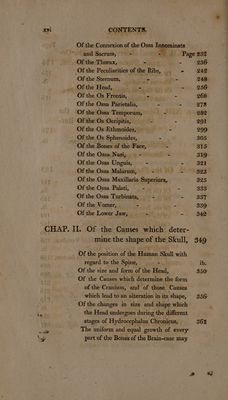 xvi CONTENTS.
Of the Connexion of the Ossa Innominata
and Sacrum, - - Page 232
Of the Thorax, - - 236
Of the Peculiarities of the Ribs, - 242
Of the Sternum, - - 248
Of the Head, - - 256
Of the Os Frontis, - - 268
Of the Ossa Parietalia, - - 278
Of the Ossa Temporum, - - 282
Of the Os Occipitis, - - 291
Of the Os Ethmoides, - - 299
Of the Os Sphenoides, - - 305
Of the Bones of the Face, - 315
Of the Ossa Nasi, - - 319
Of the Ossa Unguis, - - 321
Of the Ossa Malarum, - - 323
Of the Ossa Maxillaria Superiora, 325
Of the Ossa Palati, - 333
Of the Ossa Turbinata, - 337
Of the Vomer, - - 339
Of the Lower Jaw, - - 342
CHAP. II. Of the Causes which deter-
mine the shape of the Skull, 349
Of the position of the Human Skull with
regard to the Spine, - ib.
Of the size and form of the Head, 350
Of the Causes which determine the form
of the Cranium, and of those Causes
which lead to an alteration in its shape, 356
Of the changes in size and shape which
the Head undergoes during the different
stages of Hydrocephalus Chronicus, 362
The uniform and equal growth of every
part of the Bones of the Brain-case may